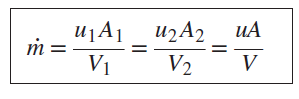 ṁ = u₁A₁/V₁ = u₂A₂/V₂ = uA/V